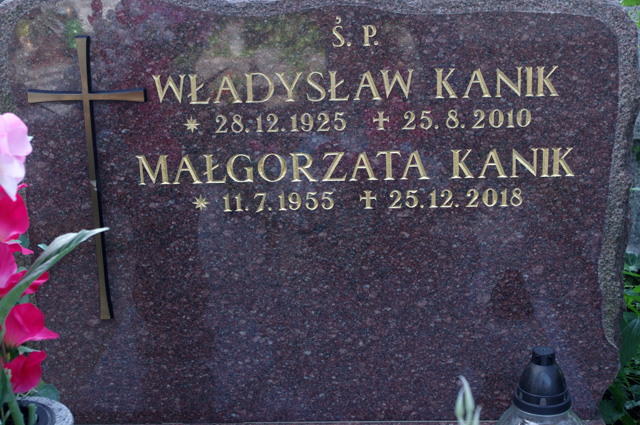 Ś. P.
WŁADYSŁAW KANIK
* 28.12.1925 ✝ 25.8.2010
MAŁGORZATA KANIK
* 11.7.1955 ✝ 25.12.2018